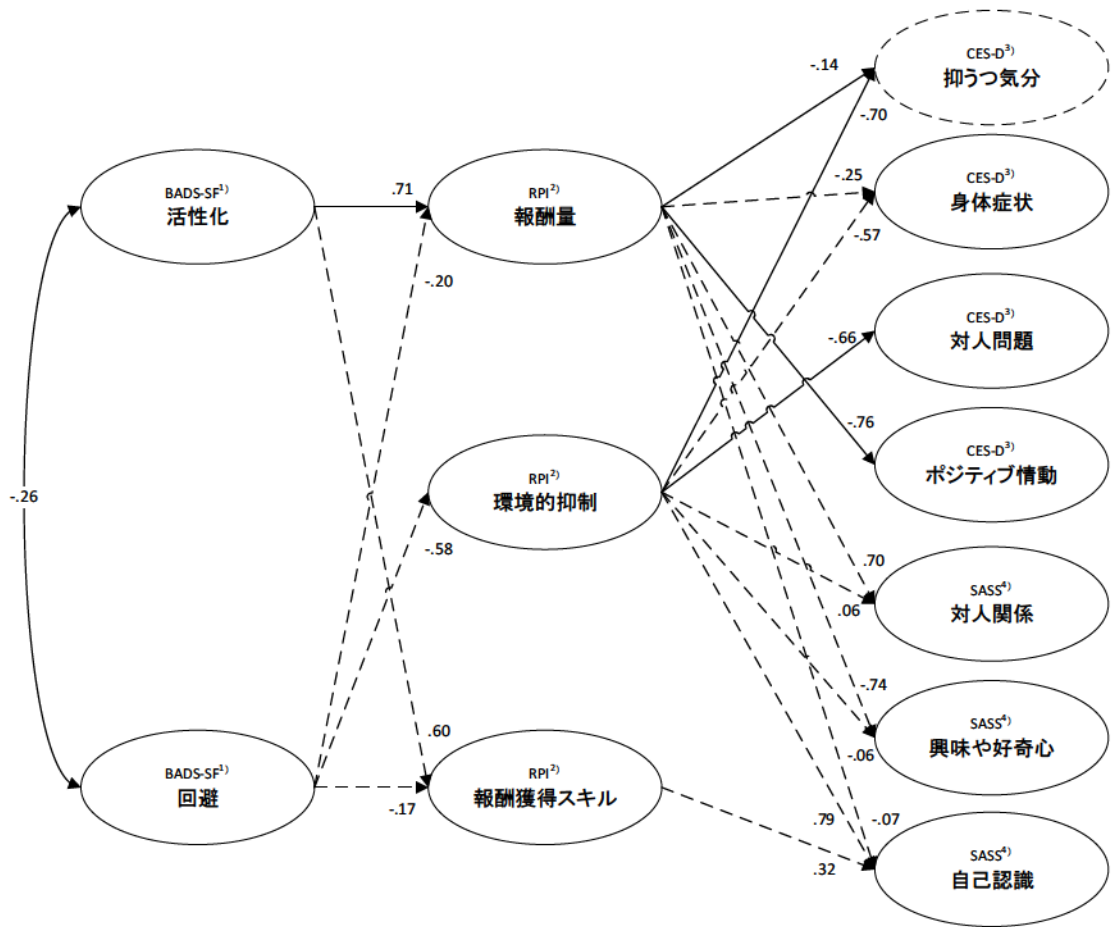 CES-D3)
抑うつ気分
-.14
-.70
BADS-SF1)
活性化
.71
RPI2)
報酬量
-.25
CES-D3)
身体症状
-.57
-.20
CES-D3)
対人問題
-.66
-.76
CES-D3)
ポジティブ情動
RPI2)
環境的抑制
-.26
-.58
.70
SASS4)
対人関係
.06
-.74
SASS4)
興味や好奇心
-.06
.60
BADS-SF1)
回避
-.17
RPI2)
報酬獲得スキル
.79
-.07
SASS4)
自己認識
.32